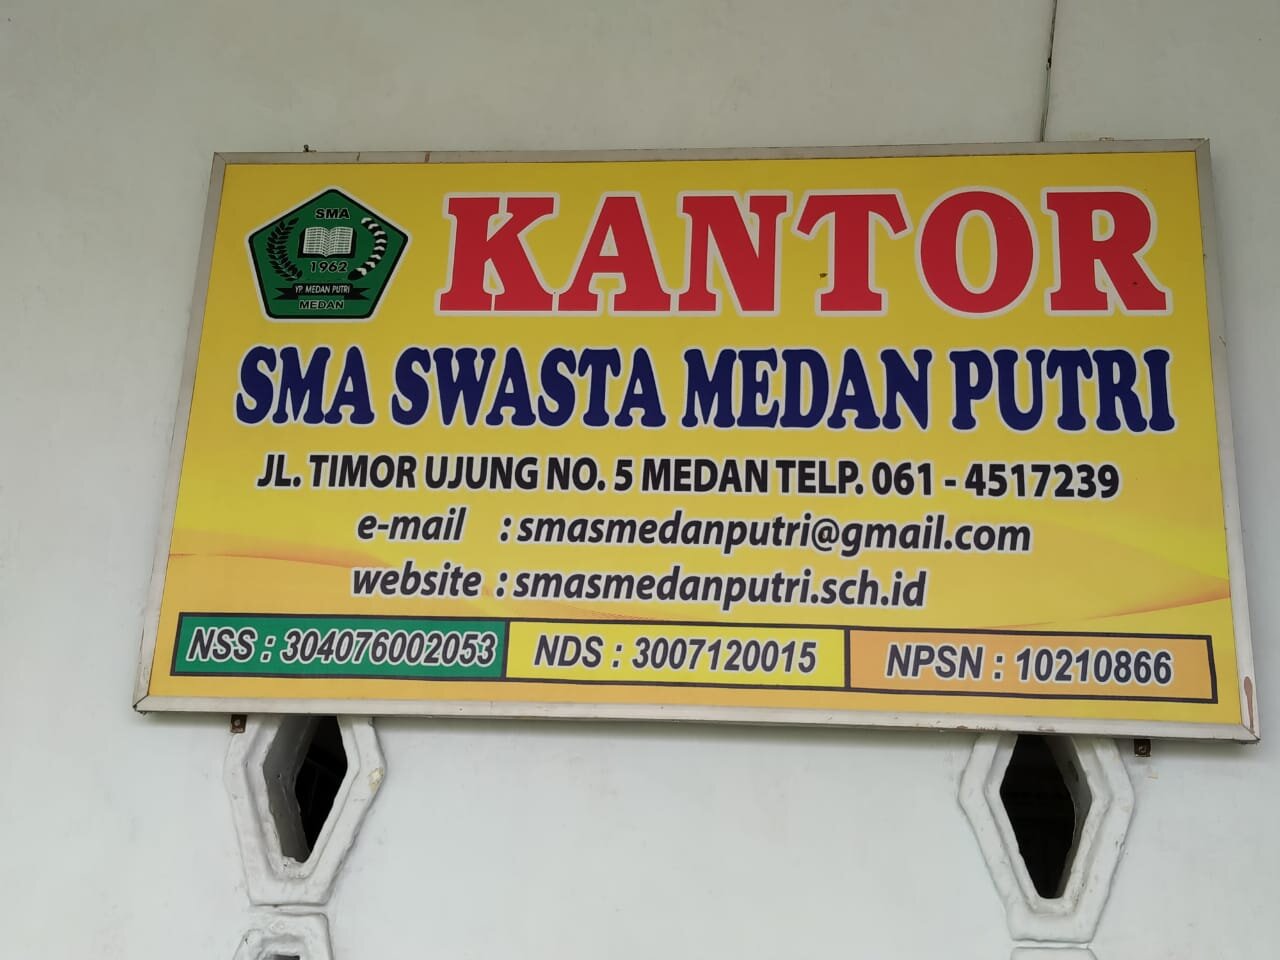 SMA
1962
YP. MEDAN PUTRI
MEDAN
KANTOR
SMA SWASTA MEDAN PUTRI
JL. TIMOR UJUNG NO. 5 MEDAN TELP. 061 - 4517239
e-mail : smasmedanputri@gmail.com
website : smasmedanputri.sch.id
NSS : 304076002053 NDS : 3007120015 NPSN : 10210866